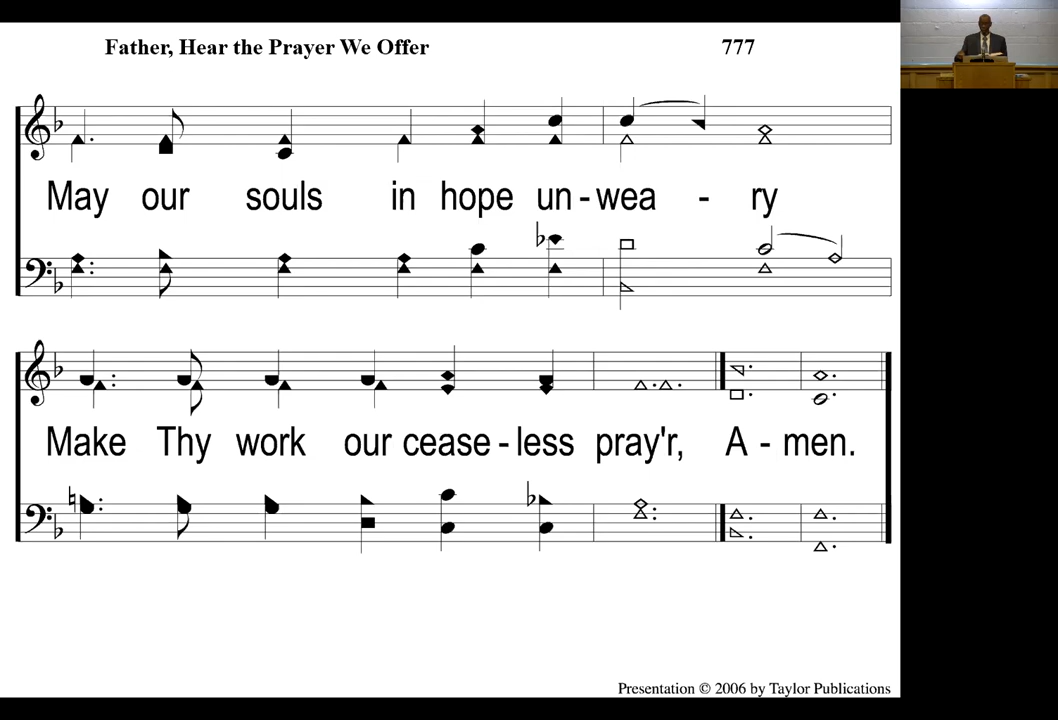 Father, Hear the Prayer We Offer 777
May our souls in hope un - wea - ry
Make Thy work our cease - less pray'r, A - men.
Presentation © 2006 by Taylor Publications